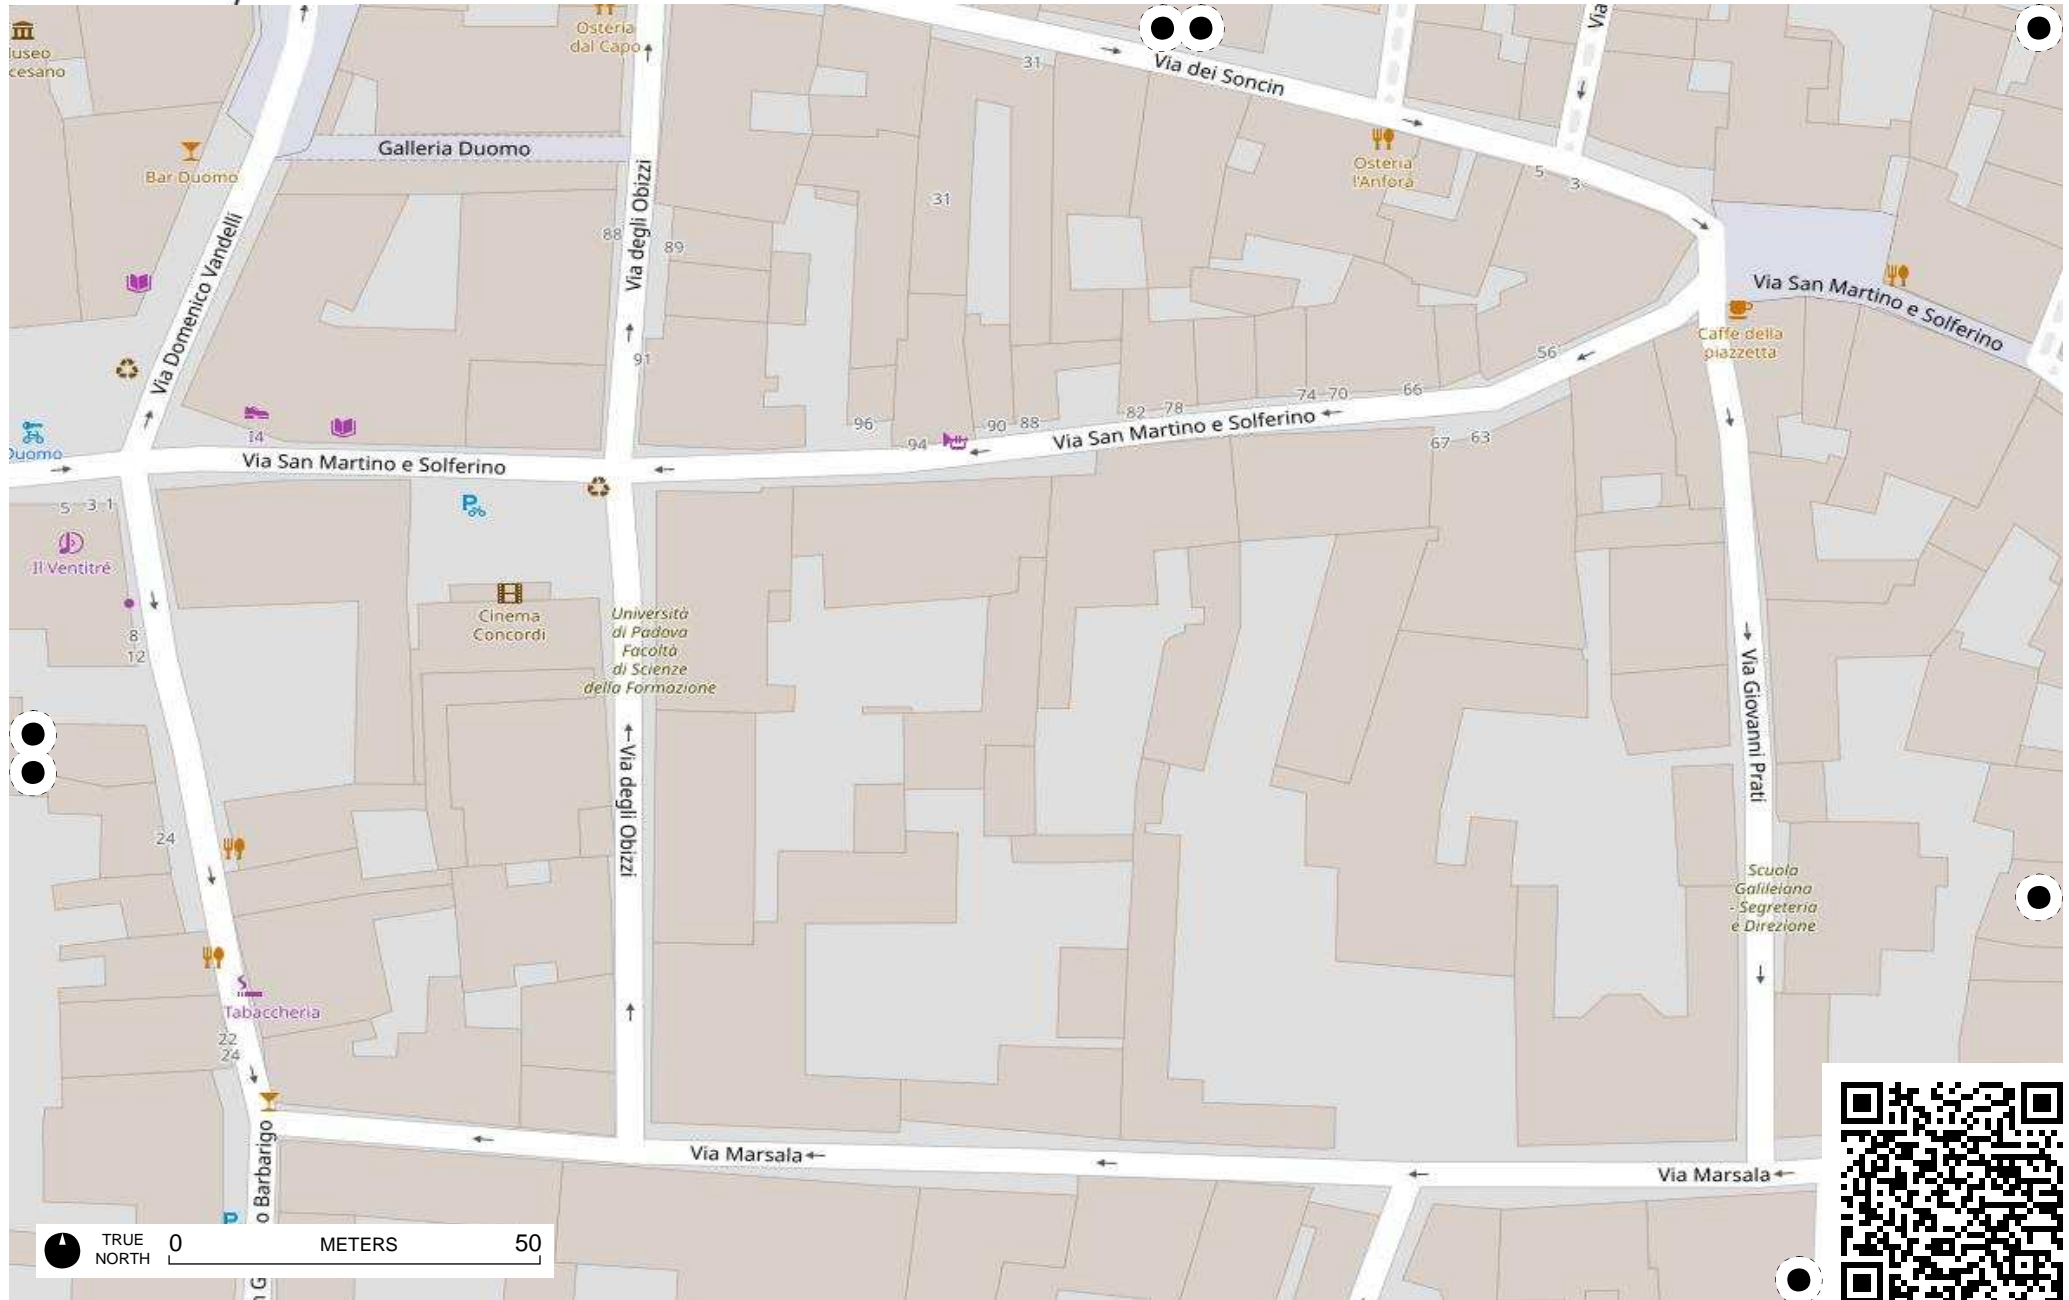 Osteria
dal Capo
31
Via dei Soncin
Via
Bar Duomo
Galleria Duomo
Osteria
l'Anfora
5
3
Via Domenico Vandelli
88
Via degli Obizzi
89
31
Via San Martino e Solferino
Caffe della
piazzetta
91
56
74
70
66
82
78
96
94
90
88
Via San Martino e Solferino
67
63
I4
Duomo
Via San Martino e Solferino
5
3
1
P
Il Ventitré
8
12
Cinema
Concordi
Università
di Padova
Facoltà
di Scienze
della Formazione
Via Giovanni Prati
Via degli Obizzi
24
Scuola
Galileiana
- Segreteria
e Direzione
Tabaccheria
22
24
o Barbarigo
Via Marsala
Via Marsala
P
TRUE
NORTH
0
METERS
50